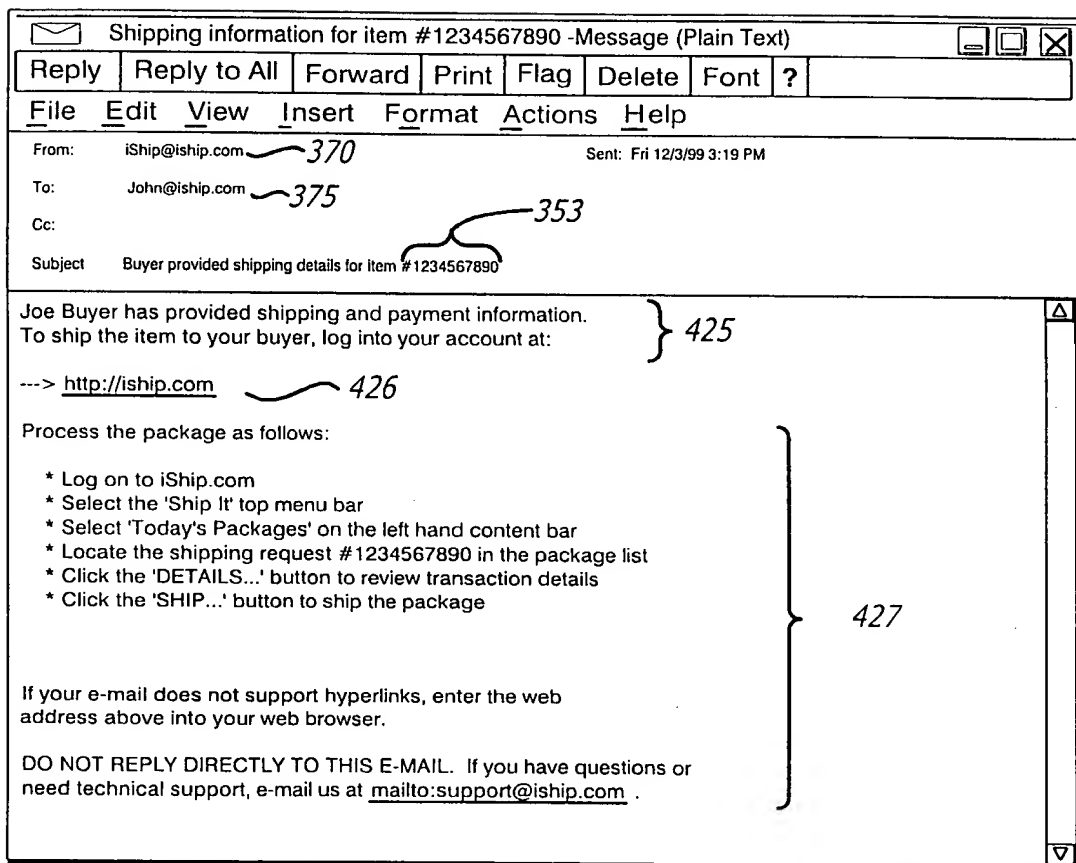 Shipping information for item #1234567890 -Message (Plain Text)
Reply Reply to All Forward Print Flag Delete Font ?
File Edit View Insert Format Actions Help
From: iShip@iship.com 370 Sent: Fri 12/3/99 3:19 PM
To: John@iship.com 375
353
Cc:
Subject Buyer provided shipping details for item #1234567890
Joe Buyer has provided shipping and payment information.
To ship the item to your buyer, log into your account at:
425
---> http://iship.com 426
Process the package as follows:
* Log on to iShip.com
* Select the 'Ship It' top menu bar
* Select 'Today's Packages' on the left hand content bar
* Locate the shipping request #1234567890 in the package list
* Click the 'DETAILS...' button to review transaction details
* Click the 'SHIP...' button to ship the package
427
If your e-mail does not support hyperlinks, enter the web
address above into your web browser.
DO NOT REPLY DIRECTLY TO THIS E-MAIL. If you have questions or
need technical support, e-mail us at mailto:support@iship.com .